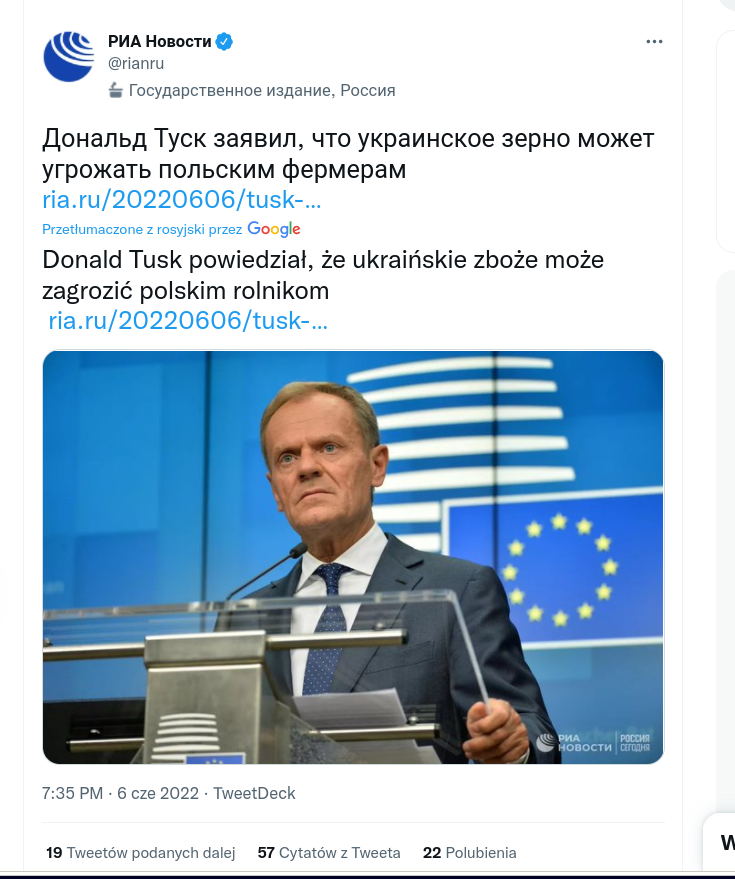 РИА Новости
@rianru
Государственное издание, Россия
Дональд Туск заявил, что украинское зерно может
угрожать польским фермерам
ria.ru/20220606/tusk-...
Przetłumaczone z rosyjski przez Google
Donald Tusk powiedział, że ukraińskie zboże może
zagrozić polskim rolnikom
ria.ru/20220606/tusk-...
РИА НОВОСТИ
РОССИЯ СЕГОДНЯ
7:35 PM · 6 cze 2022 · TweetDeck
19 Tweetów podanych dalej 57 Cytatów z Tweeta 22 Polubienia
W